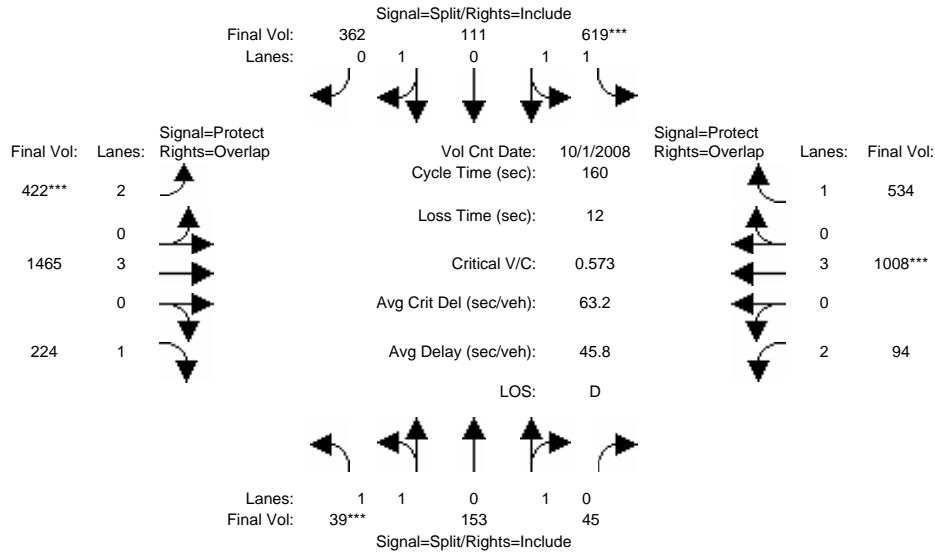 Signal=Split/Rights=Include
Final Vol: 362 111 619***
Lanes: 0 1 0 1 1
Signal=Protect Signal=Protect
Final Vol: Lanes: Rights=Overlap Vol Cnt Date: 10/1/2008 Rights=Overlap Lanes: Final Vol:
Cycle Time (sec): 160
422*** 2 1 534
Loss Time (sec): 12
0 0
1465 3 Critical V/C: 0.573 3 1008***
0 Avg Crit Del (sec/veh): 63.2 0
224 1 Avg Delay (sec/veh): 45.8 2 94
LOS: D
Lanes: 1 1 0 1 0
Final Vol: 39*** 153 45
Signal=Split/Rights=Include